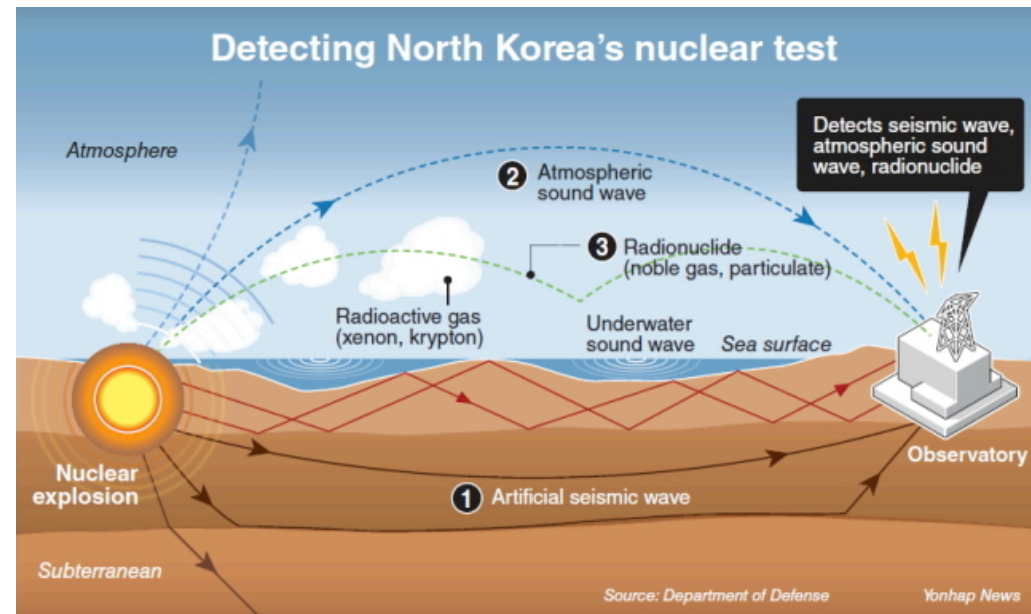 Detecting North Korea’s nuclear test
Atmosphere
Detects seismic wave,
atmospheric sound
wave, radionuclide
2 Atmospheric
sound wave
3 Radionuclide
(noble gas, particulate)
Radioactive gas
(xenon, krypton)
Underwater
sound wave
Sea surface
Nuclear
explosion
Observatory
1 Artificial seismic wave
Subterranean
Source: Department of Defense
Yonhap News